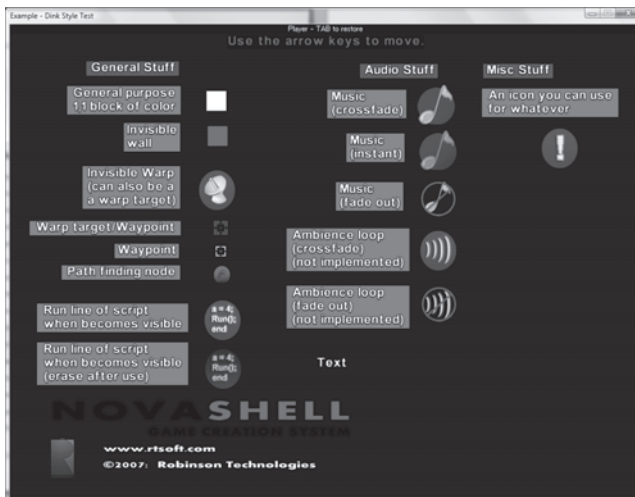 Example - Dink Style Test
Player - TAB to restore
Use the arrow keys to move.
General Stuff
General purpose
1:1 block of color
Invisible
wall
Invisible Warp
(can also be a
a warp target)
Warp target/Waypoint
Waypoint
Path finding node
Run line of script
when becomes visible
a = 4;
Run();
end
Run line of script
when becomes visible
(erase after use)
a = 4;
Run();
end
Audio Stuff
Music
(crossfade)
Music
(instant)
Music
(fade out)
Ambience loop
(crossfade)
(not implemented)
Ambience loop
(fade out)
(not implemented)
Text
Misc Stuff
An icon you can use
for whatever
!
NOVASHELL
GAME CREATION SYSTEM
R
www.rtsoft.com
©2007: Robinson Technologies